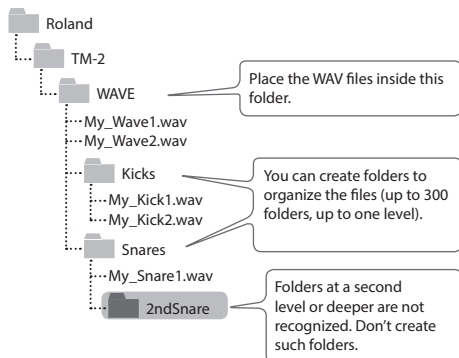 Roland
TM-2
WAVE
Place the WAV files inside this
folder.
My_Wave1.wav
My_Wave2.wav
Kicks
My_Kick1.wav
My_Kick2.wav
You can create folders to
organize the files (up to 300
folders, up to one level).
Snares
My_Snare1.wav
2ndSnare
Folders at a second
level or deeper are not
recognized. Don’t create
such folders.